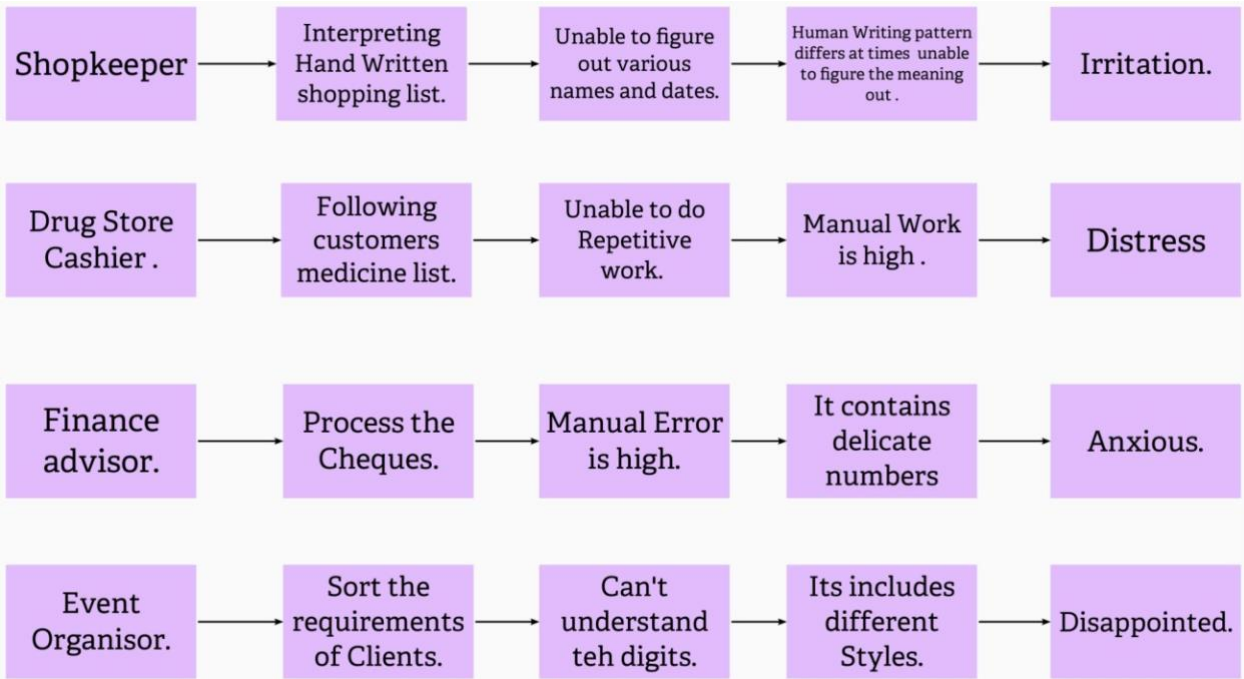 Shopkeeper
Interpreting
Hand Written
shopping list.
Unable to figure
out various
names and dates.
Human Writing pattern
differs at times unable
to figure the meaning
out .
Irritation.
Drug Store
Cashier .
Following
customers
medicine list.
Unable to do
Repetitive
work.
Manual Work
is high .
Distress
Finance
advisor.
Process the
Cheques.
Manual Error
is high.
It contains
delicate
numbers
Anxious.
Event
Organisor.
Sort the
requirements
of Clients.
Can't
understand
teh digits.
Its includes
different
Styles.
Disappointed.